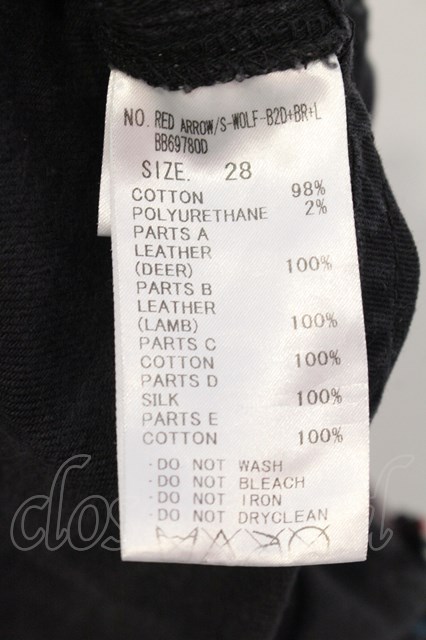 NO. RED ARROW/S-WOLF-B2D+BR+L
BB69780D
SIZE. 28
COTTON 98%
POLYURETHANE 2%
PARTS A
LEATHER
(DEER) 100%
PARTS B
LEATHER
(LAMB) 100%
PARTS C
COTTON 100%
PARTS D
SILK 100%
PARTS E
COTTON 100%
·DO NOT WASH
·DO NOT BLEACH
·DO NOT IRON
·DO NOT DRYCLEAN